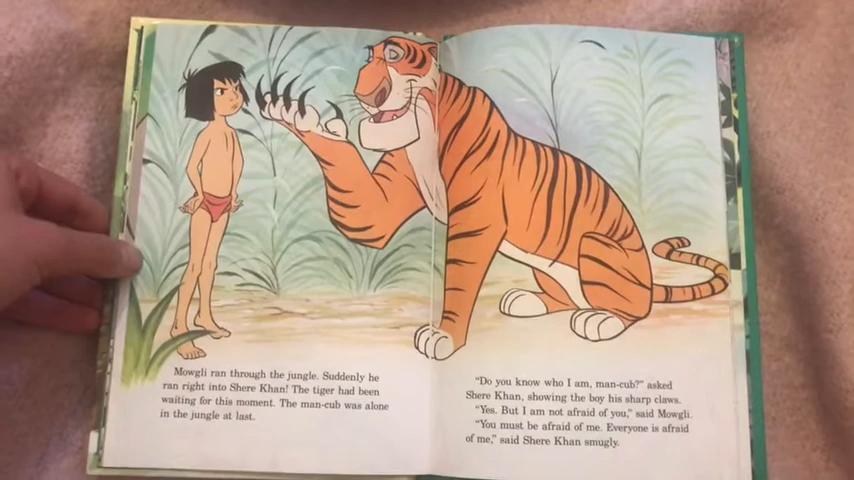 Mowgli ran through the jungle. Suddenly he
ran right into Shere Khan! The tiger had been
waiting for this moment. The man-cub was alone
in the jungle at last.
"Do you know who I am, man-cub?" asked
Shere Khan, showing the boy his sharp claws.
"Yes. But I am not afraid of you," said Mowgli.
"You must be afraid of me. Everyone is afraid
of me," said Shere Khan smugly.